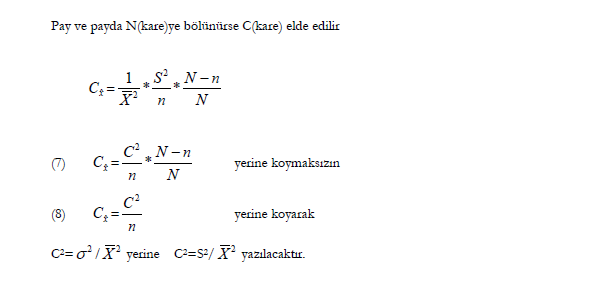 Pay ve payda N(kare)ye bölünürse C(kare) elde edilir
C_x̂ = 1/X̄² * S²/n * N−n/N
(7) C_x̂ = C²/n * N−n/N yerine koymaksızın
(8) C_x̂ = C²/n yerine koyarak
C²= σ² / X̄² yerine C²=S²/ X̄² yazılacaktır.